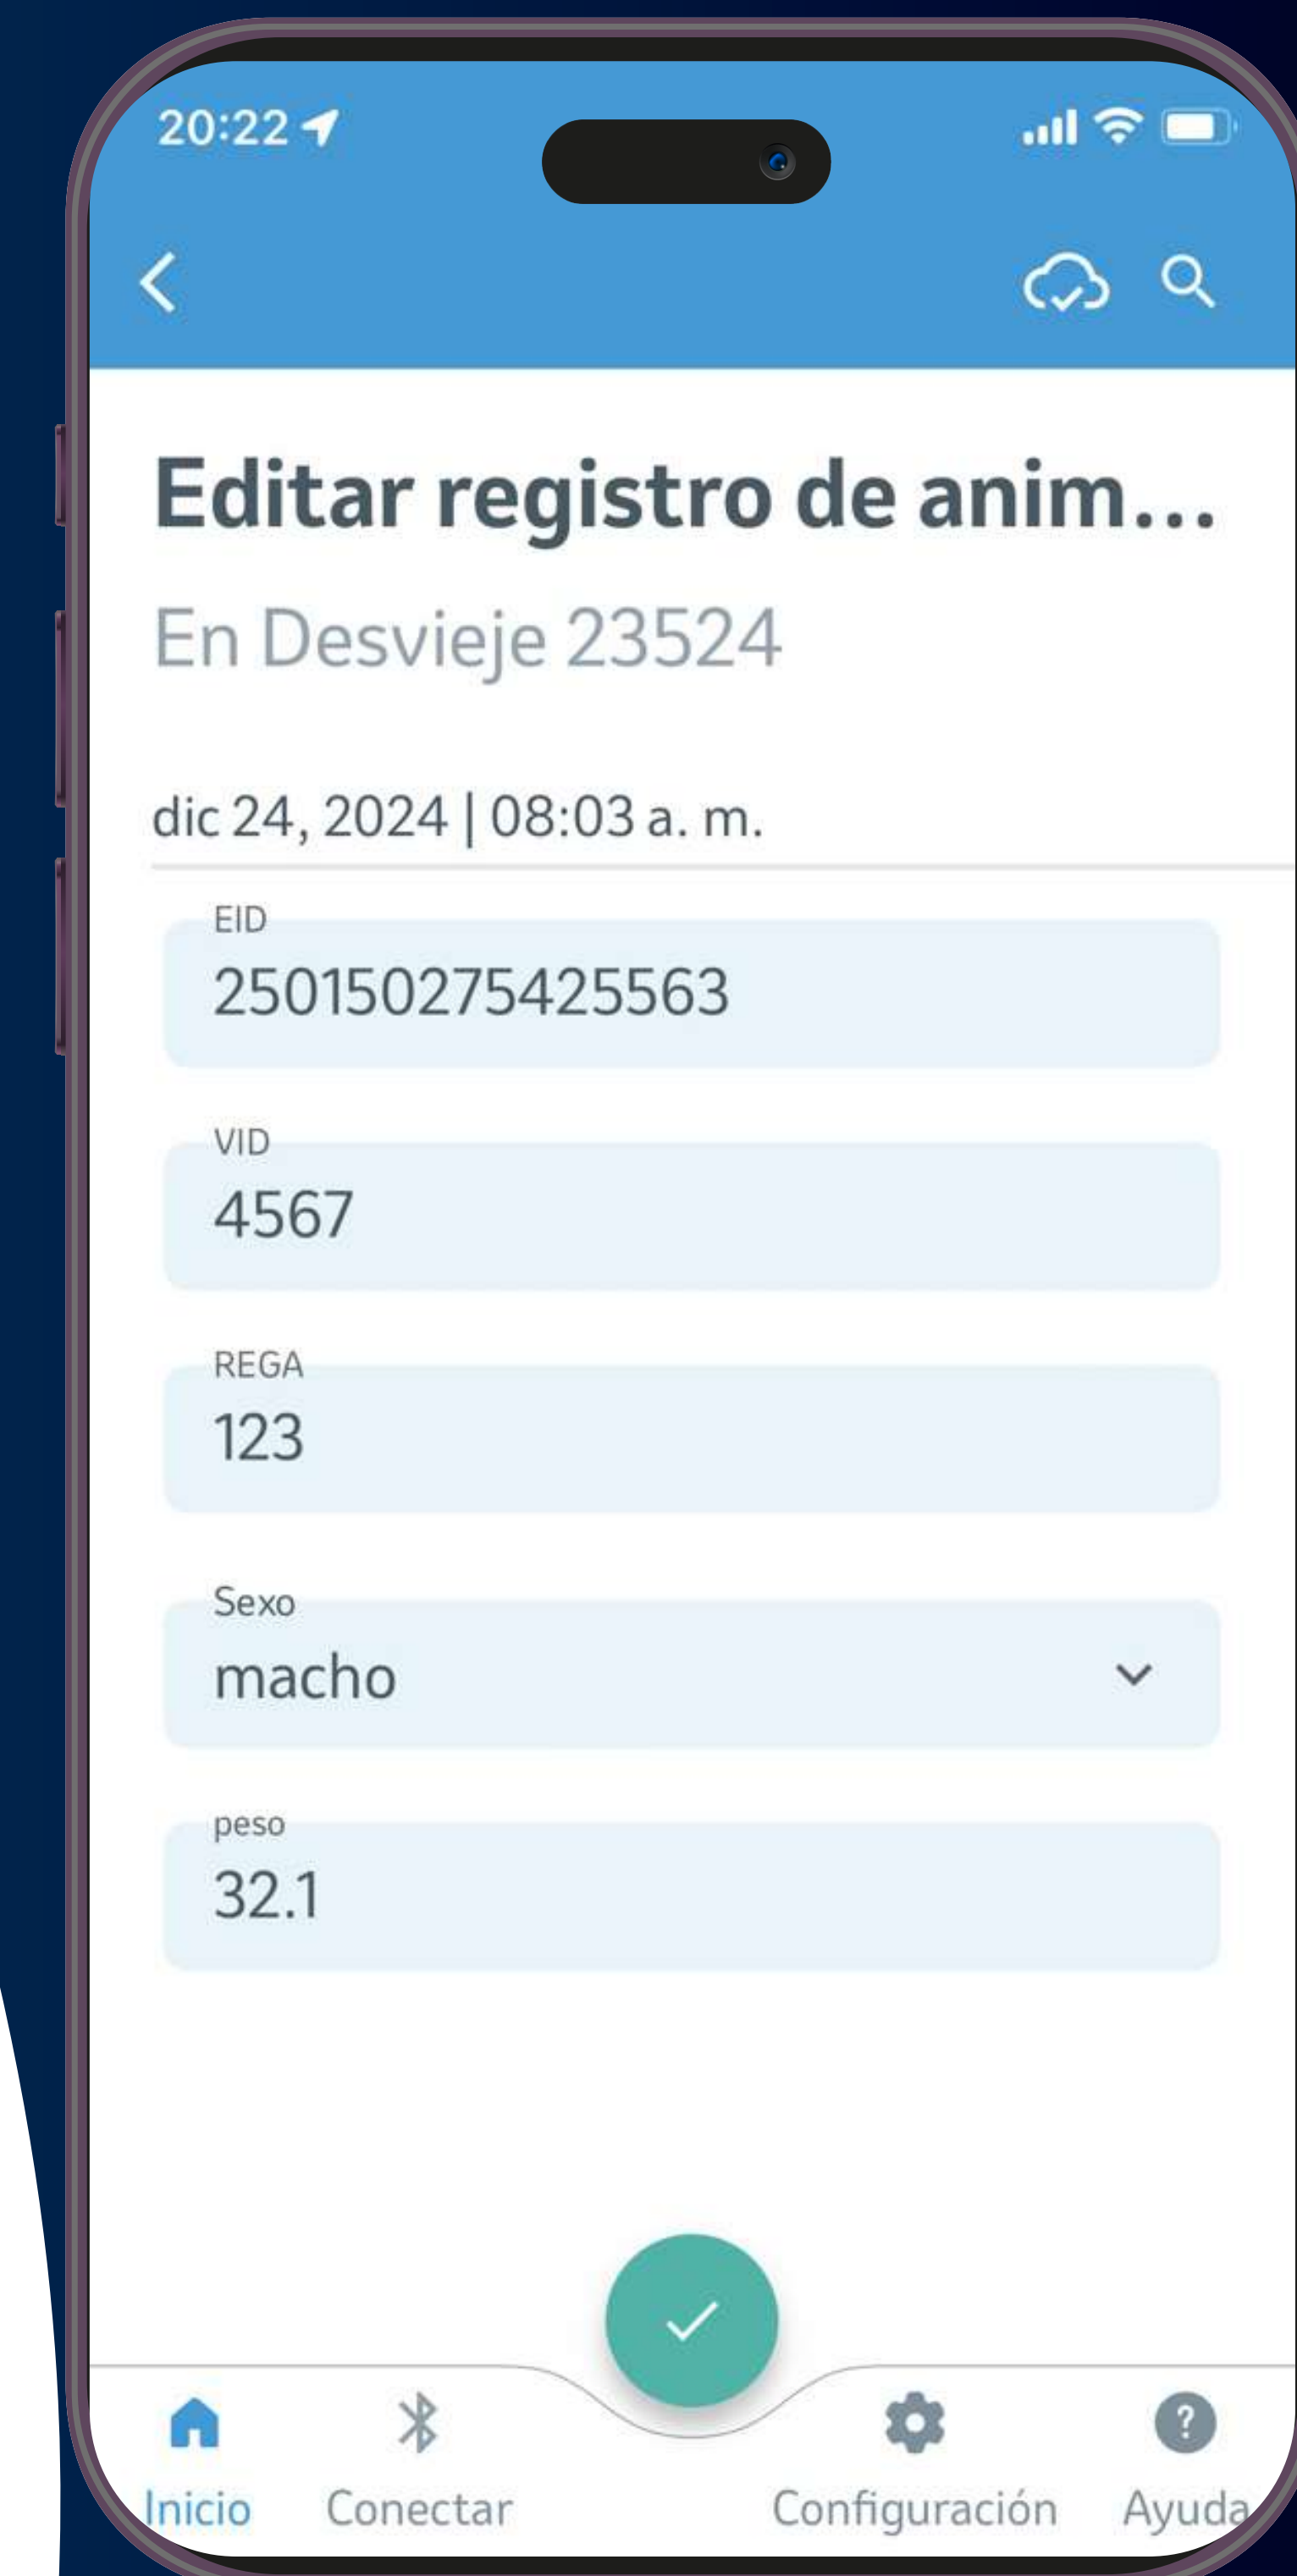 20:22
Editar registro de anim...
En Desvieje 23524
dic 24, 2024 | 08:03 a. m.
EID
250150275425563
VID
4567
REGA
123
Sexo
macho
peso
32.1
Inicio Conectar Configuración Ayuda